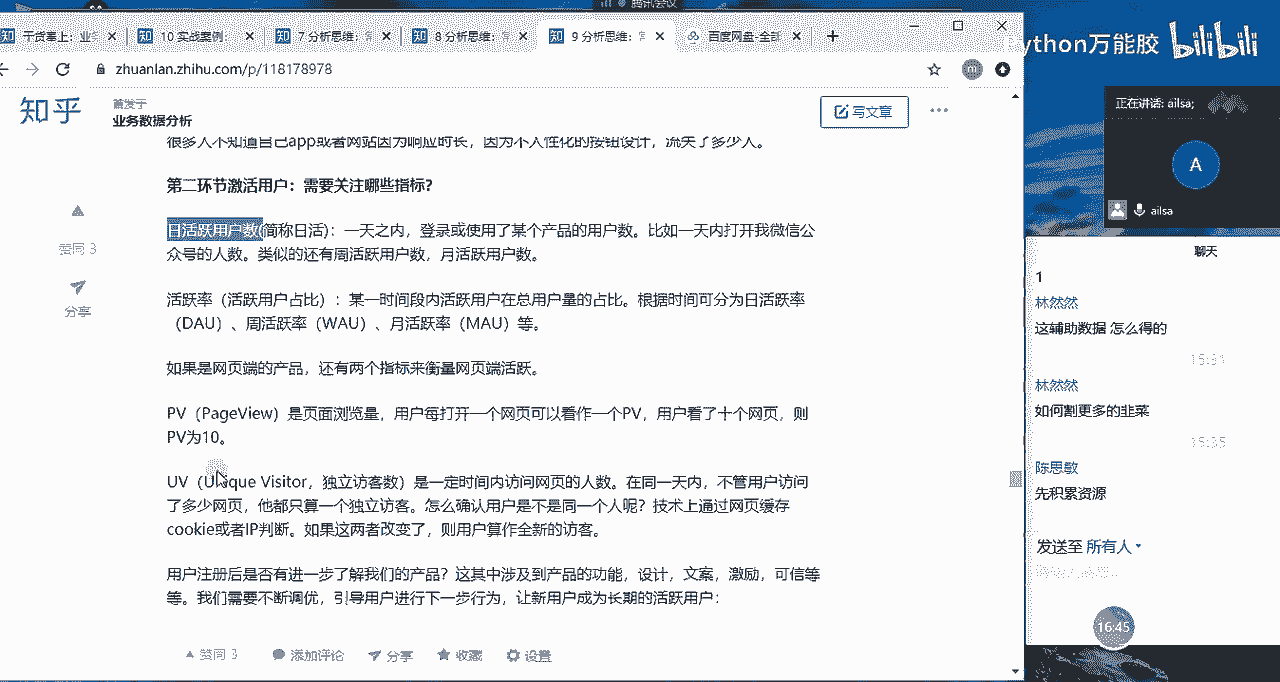 腾讯会议
干货奉上：业务
10 实战案例：
7 分析思维：
8 分析思维：
9 分析思维：
百度网盘-全部
zhuanlan.zhihu.com/p/118178978
知乎
首发于
业务数据分析
写文章
很多人不知道自己app或者网站因为响应时长，因为不人性化的按钮设计，流失了多少人。
第二环节激活用户：需要关注哪些指标？
日活跃用户数(简称日活)：一天之内，登录或使用了某个产品的用户数。比如一天内打开我微信公
众号的人数。类似的还有周活跃用户数，月活跃用户数。
活跃率（活跃用户占比）：某一时间段内活跃用户在总用户量的占比。根据时间可分为日活跃率
（DAU）、周活跃率（WAU）、月活跃率（MAU）等。
如果是网页端的产品，还有两个指标来衡量网页端活跃。
PV（PageView）是页面浏览量，用户每打开一个网页可以看作一个PV，用户看了十个网页，则
PV为10。
UV（Unique Visitor，独立访客数）是一定时间内访问网页的人数。在同一天内，不管用户访问
了多少网页，他都只算一个独立访客。怎么确认用户是不是同一个人呢？技术上通过网页缓存
cookie或者IP判断。如果这两者改变了，则用户算作全新的访客。
用户注册后是否有进一步了解我们的产品？这其中涉及到产品的功能，设计，文案，激励，可信等
等。我们需要不断调优，引导用户进行下一步行为，让新用户成为长期的活跃用户：
赞同 3
分享
赞同 3
添加评论
分享
收藏
设置
ython万能胶
bilibili
正在讲话: ailsa;
A
ailsa
聊天
1
林然然
这辅助数据 怎么得的
15:31
林然然
如何割更多的韭菜
15:35
陈思敏
先积累资源
发送至 所有人
16:45